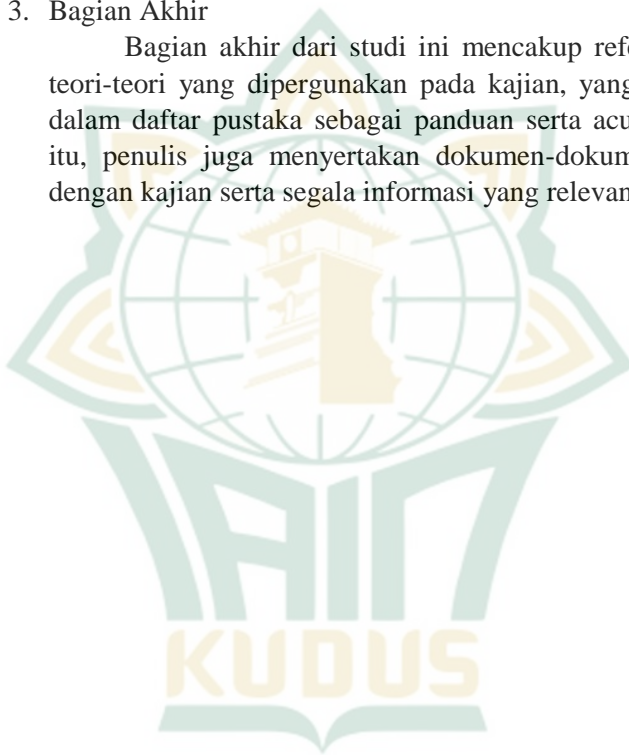 3. Bagian Akhir
Bagian akhir dari studi ini mencakup
teori-teori yang dipergunakan pada kajian, yang
dalam daftar pustaka sebagai panduan serta
itu, penulis juga menyertakan
dengan kajian serta segala informasi yang relevan
IAIN
KUDUS